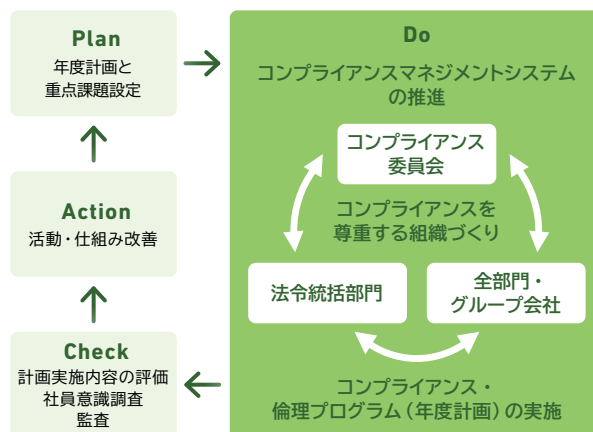 Plan
年度計画と
重点課題設定
Do
コンプライアンスマネジメントシステム
の推進
コンプライアンス
委員会
コンプライアンスを
尊重する組織づくり
法令統括部門
全部門・
グループ会社
コンプライアンス・
倫理プログラム（年度計画）の実施
Check
計画実施内容の評価
社員意識調査
監査
Action
活動・仕組み改善